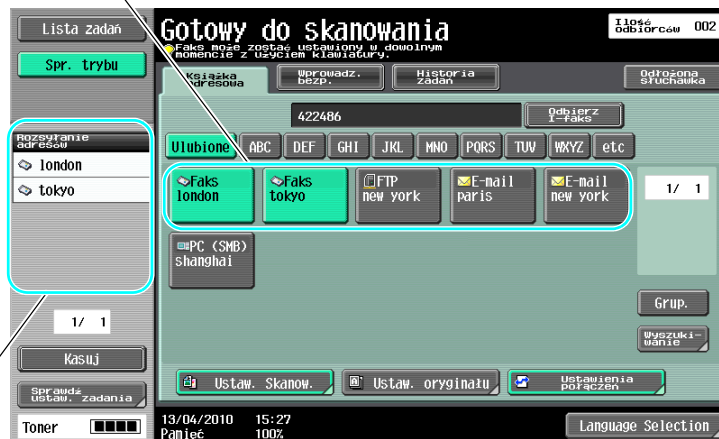 Lista zadań
Spr. trybu
Rozsyłanie
adresów
london
tokyo
1/ 1
Kasuj
Sprawdź
ustaw. zadania
Toner
Gotowy do skanowania
Faks może zostać ustawiony w dowolnym
momencie z użyciem klawiatury.
Ilość
odbiorców 002
Książka
adresowa
Wprowadz.
bezp.
Historia
zadań
Odłożona
słuchawka
422486
Odbierz
I-faks
Ulubione ABC DEF GHI JKL MNO PQRS TUV WXYZ etc
Faks
london
Faks
tokyo
FTP
new york
E-mail
paris
E-mail
new york
1/ 1
PC (SMB)
shanghai
Grup.
Wyszuki-
wanie
Ustaw. Skanow.
Ustaw. oryginału
Ustawienia
połączeń
13/04/2010 15:27
Pamięć 100%
Language Selection